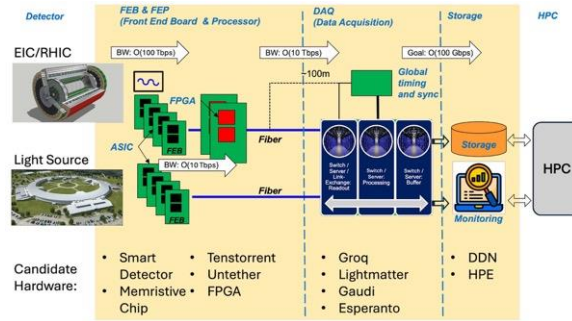 Detector
FEB & FEP
(Front End Board & Processor)
DAQ
(Data Acquisition)
Storage
HPC
EIC/RHIC
BW: O(100 Tbps)
BW: O(10 Tbps)
Goal: O(100 Gbps)
~100m
Global
timing and
sync
FPGA
FEB
Fiber
ASIC
BW: O(10 Tbps)
Light Source
FEB
Fiber
Switch /
Server /
Link-
Exchange:
Readout
Switch /
Server:
Processing
Switch /
Server:
Buffer
Storage
Monitoring
HPC
Candidate
Hardware:
• Smart
Detector
• Memristive
Chip
• Tenstorrent
• Untether
• FPGA
• Groq
• Lightmatter
• Gaudi
• Esperanto
• DDN
• HPE